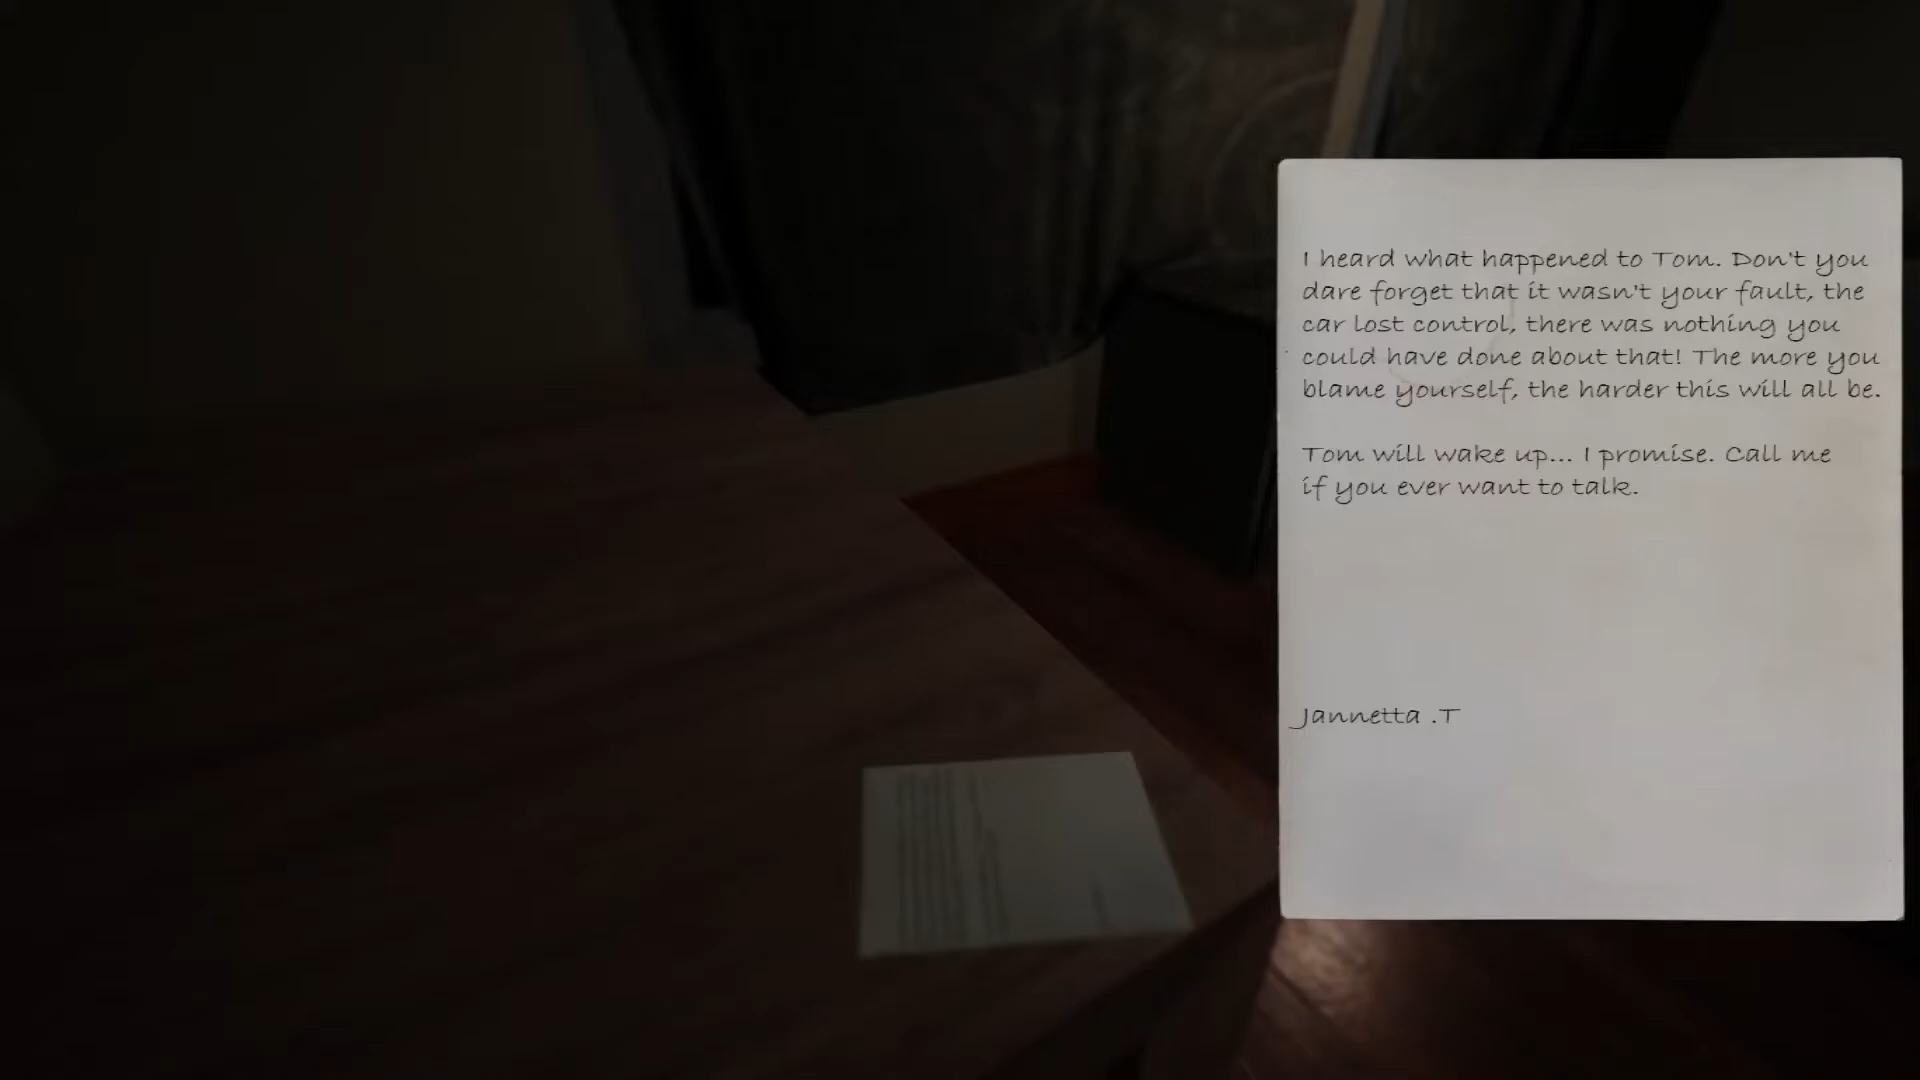 I heard what happened to Tom. Don't you
dare forget that it wasn't your fault, the
car lost control, there was nothing you
could have done about that! The more you
blame yourself, the harder this will all be.
Tom will wake up... I promise. Call me
if you ever want to talk.
Jannetta .T